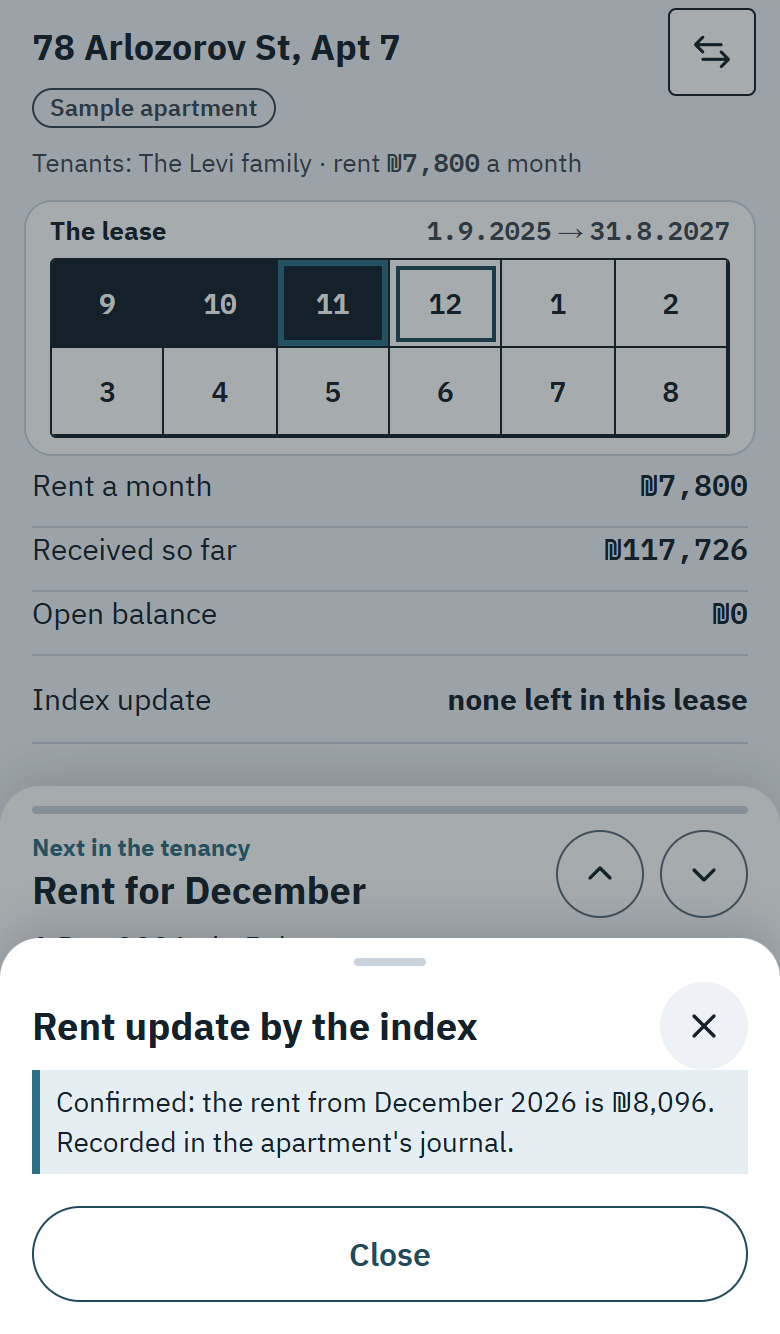 78 Arlozorov St, Apt 7
Sample apartment
Tenants: The Levi family · rent ₪7,800 a month
The lease 1.9.2025 → 31.8.2027
9 10 11 12 1 2
3 4 5 6 7 8
Rent a month ₪7,800
Received so far ₪117,726
Open balance ₪0
Index update none left in this lease
Next in the tenancy
Rent for December
Rent update by the index
Confirmed: the rent from December 2026 is ₪8,096.
Recorded in the apartment's journal.
Close